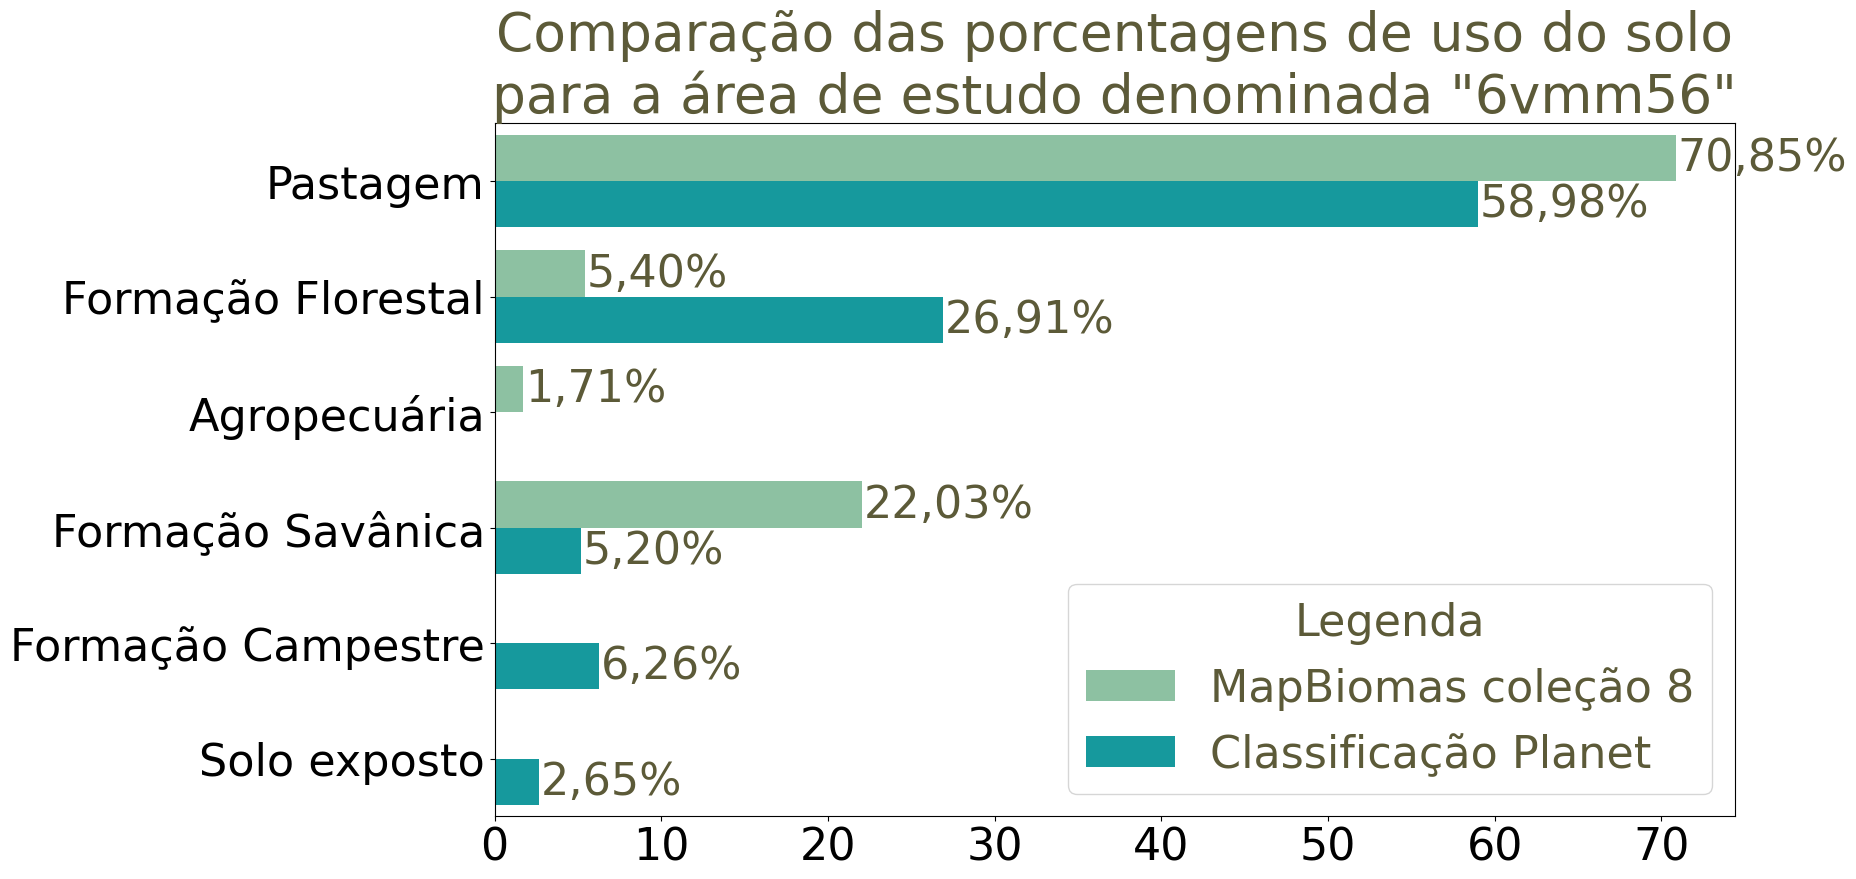 Comparação das porcentagens de uso do solo
para a área de estudo denominada "6vmm56"
Pastagem
70,85%
58,98%
Formação Florestal
5,40%
26,91%
Agropecuária
1,71%
Formação Savânica
22,03%
5,20%
Formação Campestre
6,26%
Solo exposto
2,65%
Legenda
MapBiomas coleção 8
Classificação Planet
0 10 20 30 40 50 60 70